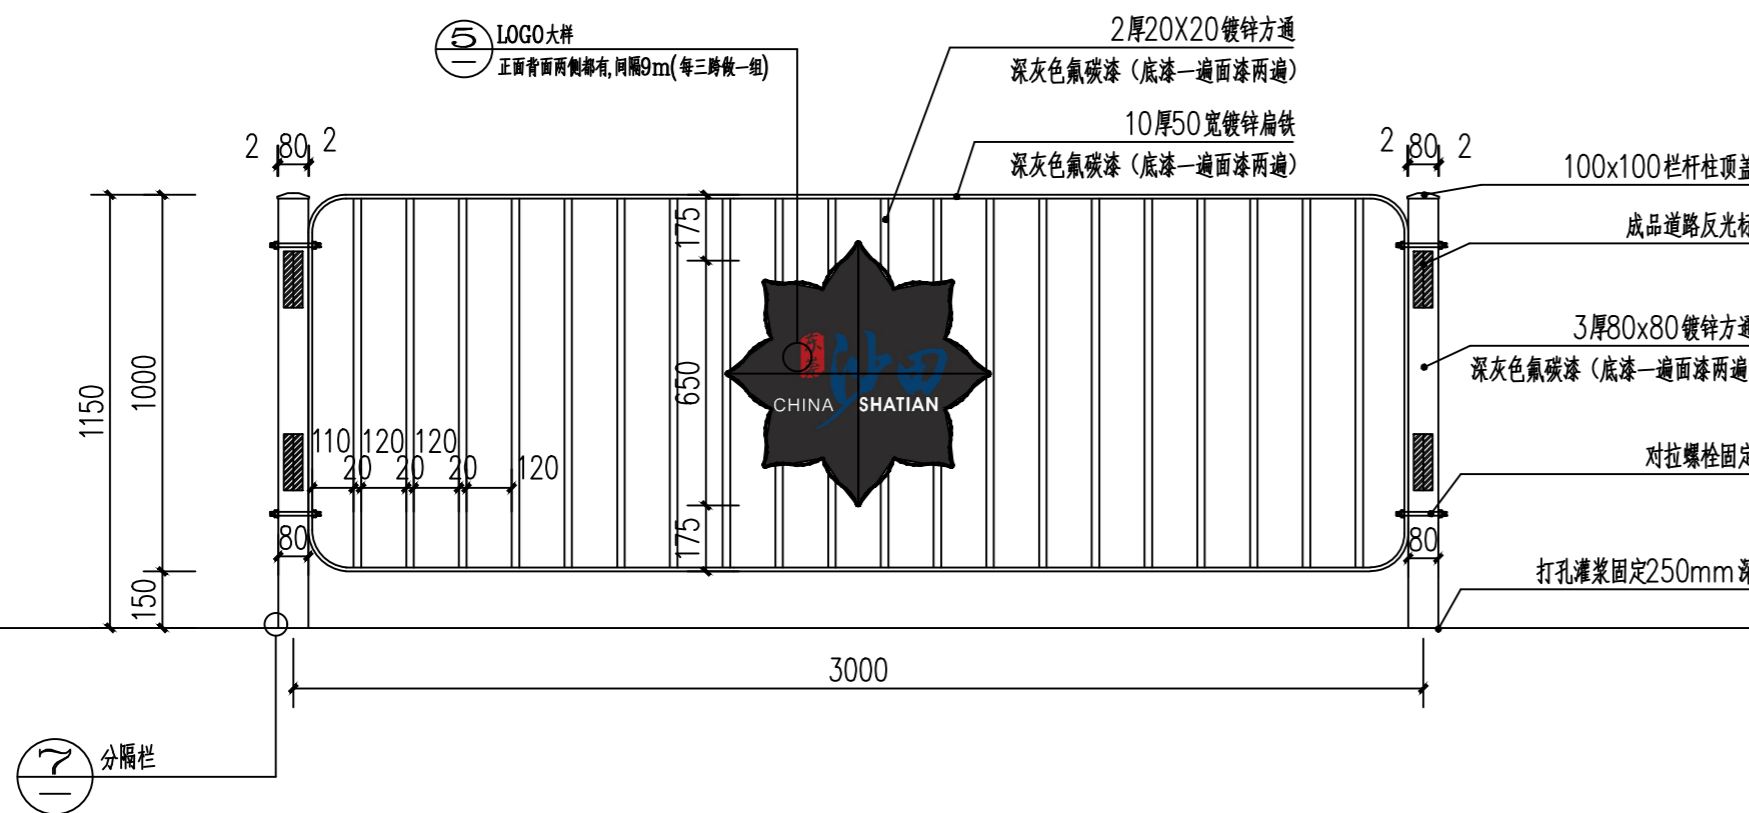 5
LOGO大样
正面背面两侧都有,间隔9m(每三跨做一组)
2厚20X20镀锌方通
深灰色氟碳漆（底漆一遍面漆两遍）
10厚50宽镀锌扁铁
深灰色氟碳漆（底漆一遍面漆两遍）
2 80 2
2 80 2
100x100栏杆柱顶盖
成品道路反光标
3厚80x80镀锌方通
深灰色氟碳漆（底漆一遍面漆两遍
对拉螺栓固定
打孔灌浆固定250mm深
1150
1000
150
175
650
175
110 120 120
20 20 20 120
80
80
东莞
沙田
CHINA SHATIAN
3000
7
分隔栏